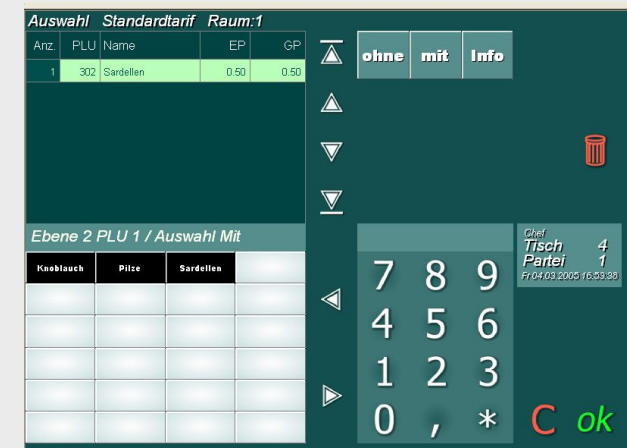 Auswahl Standardtarif Raum:1
Anz. PLU Name EP GP
1 302 Sardellen 0.50 0.50
ohne mit Info
Ebene 2 PLU 1 / Auswahl Mit
Knoblauch Pilze Sardellen
Chef
Tisch 4
Partei 1
Fr 04.03.2005 16:53:38
7 8 9
4 5 6
1 2 3
0 , *
C ok